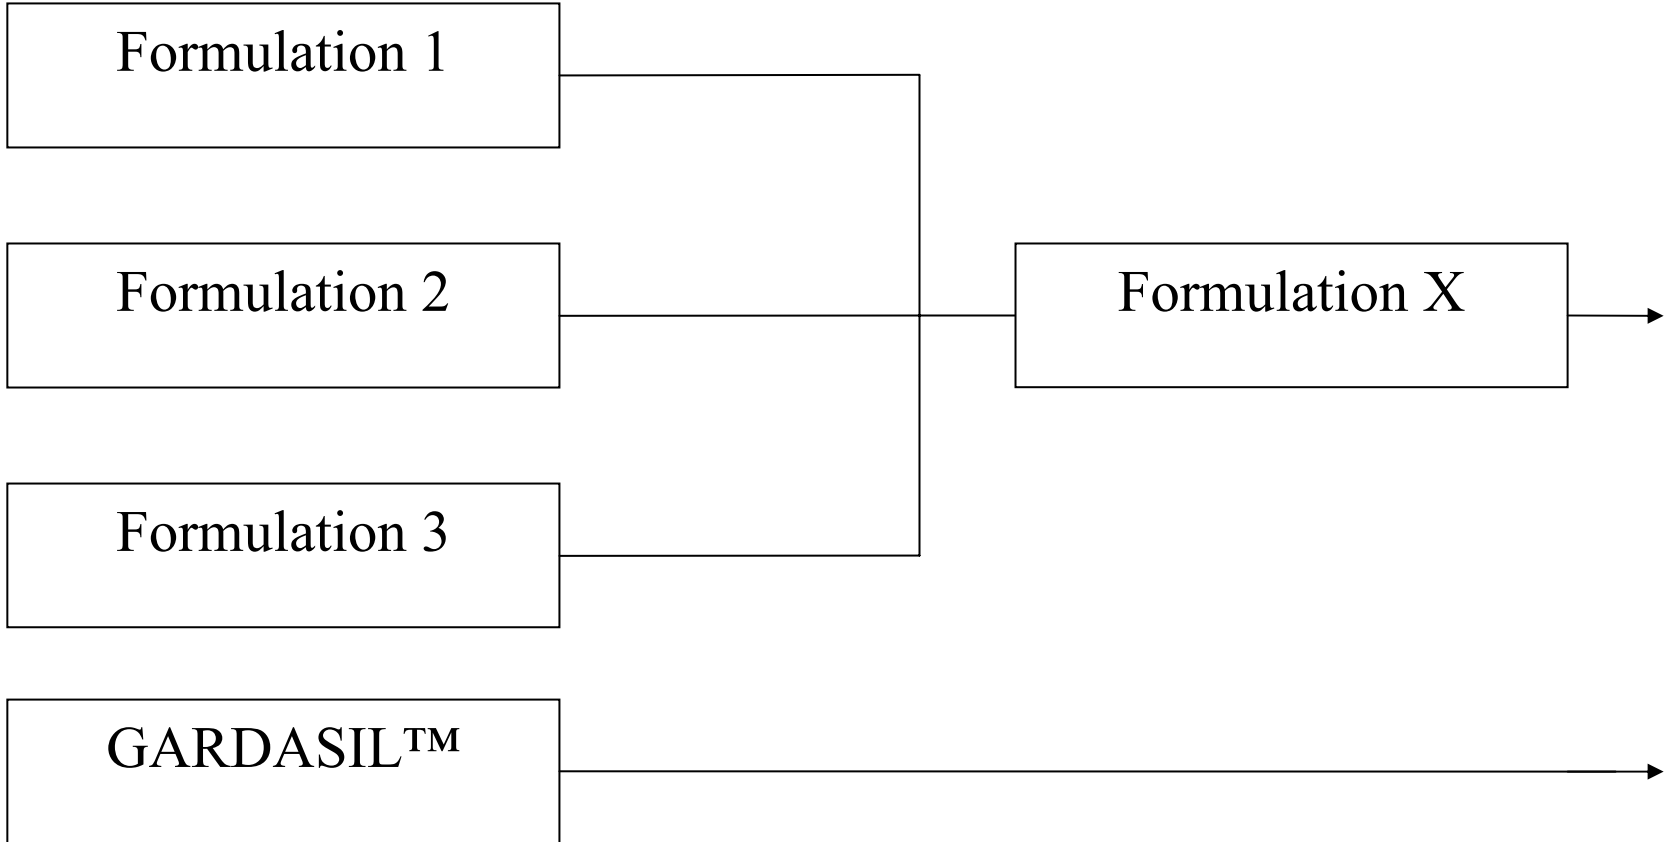 Formulation 1
Formulation 2
Formulation X
Formulation 3
GARDASIL™